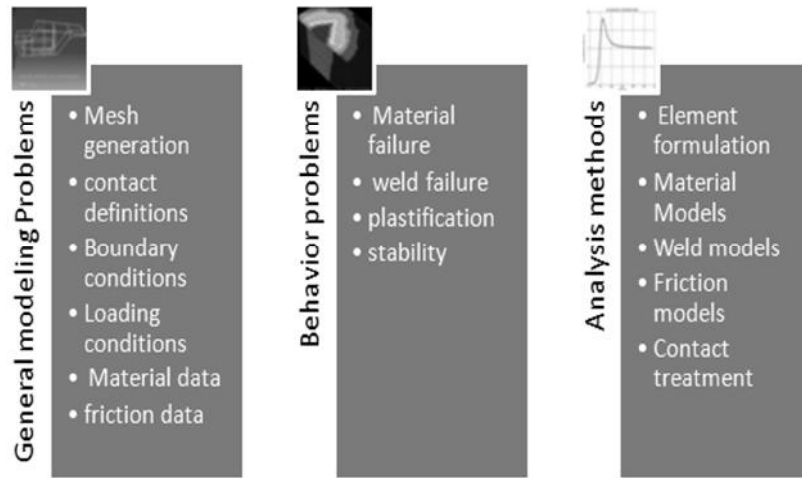 General modeling Problems
• Mesh
generation
• contact
definitions
• Boundary
conditions
• Loading
conditions
• Material data
• friction data
Behavior problems
• Material
failure
• weld failure
• plastification
• stability
Analysis methods
• Element
formulation
• Material
Models
• Weld models
• Friction
models
• Contact
treatment